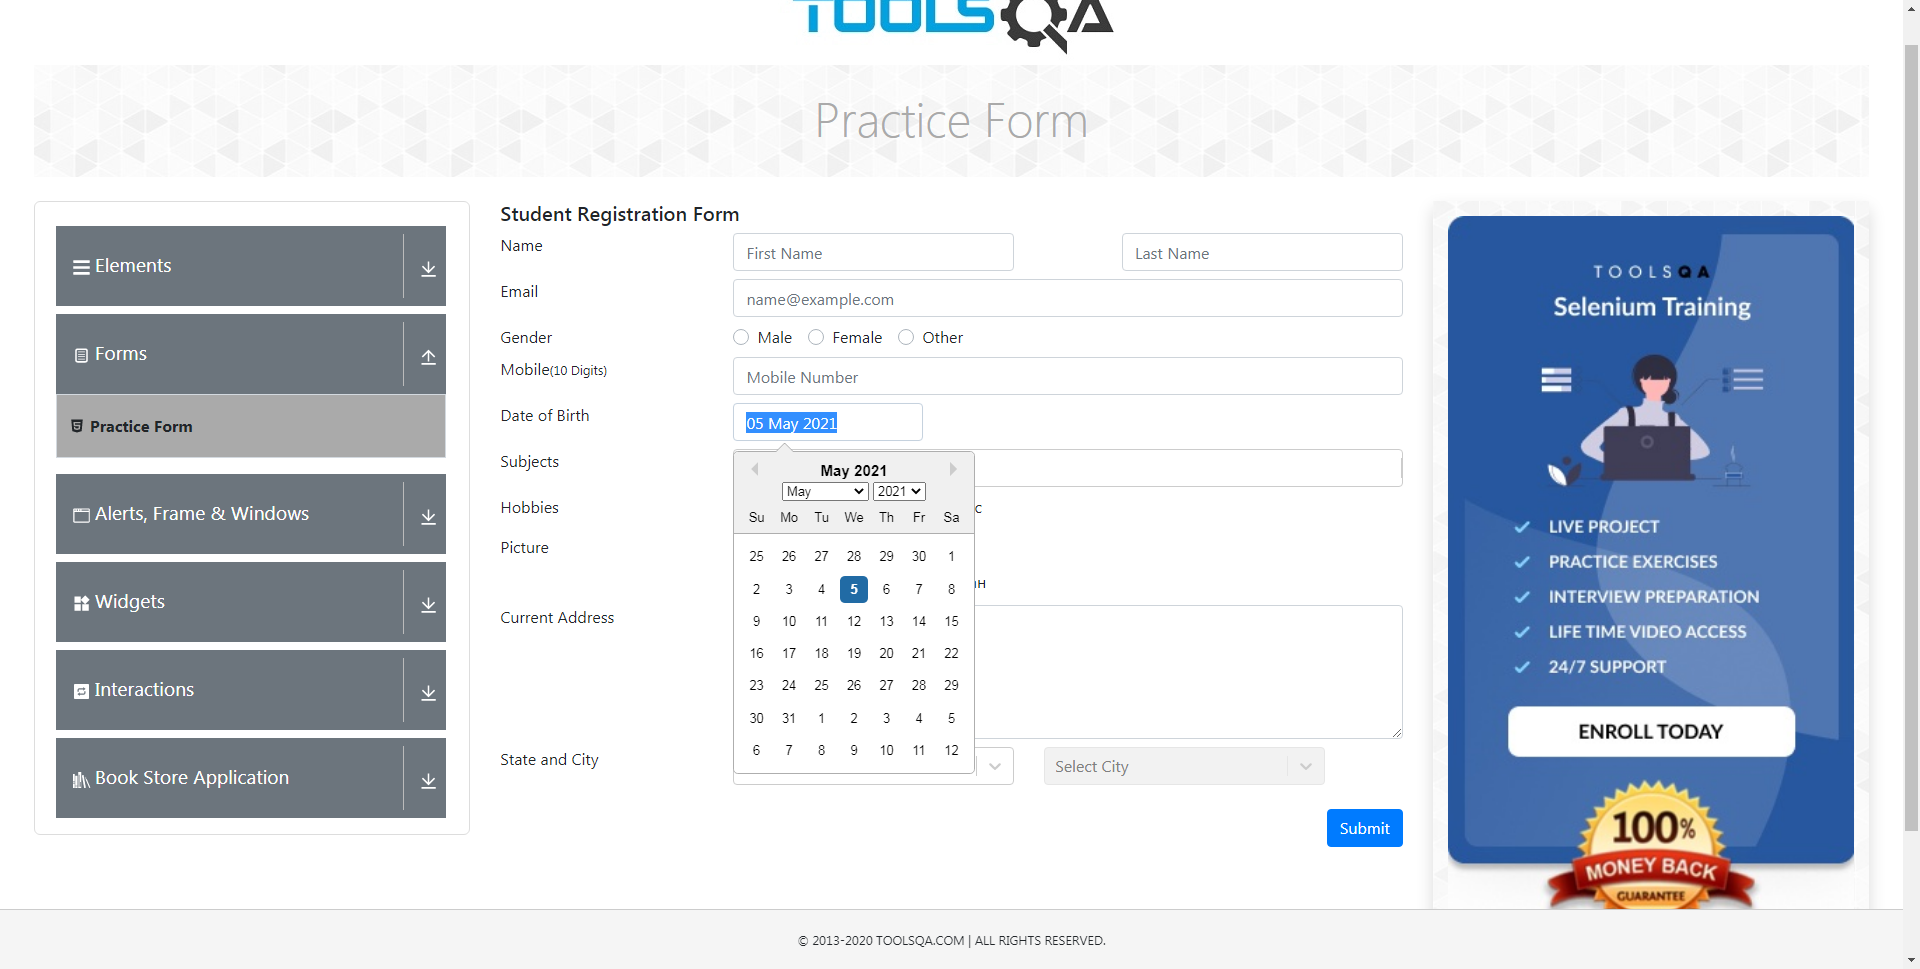 TOOLSQA
Practice Form
Elements
Forms
Practice Form
Alerts, Frame & Windows
Widgets
Interactions
Book Store Application
Student Registration Form
Name
First Name
Last Name
Email
name@example.com
Gender
Male
Female
Other
Mobile(10 Digits)
Mobile Number
Date of Birth
05 May 2021
Subjects
Hobbies
c
Picture
Current Address
State and City
Select City
Submit
May 2021
May 2021
Su Mo Tu We Th Fr Sa
25 26 27 28 29 30 1
2 3 4 5 6 7 8
9 10 11 12 13 14 15
16 17 18 19 20 21 22
23 24 25 26 27 28 29
30 31 1 2 3 4 5
6 7 8 9 10 11 12
TOOLSQA
Selenium Training
LIVE PROJECT
PRACTICE EXERCISES
INTERVIEW PREPARATION
LIFE TIME VIDEO ACCESS
24/7 SUPPORT
ENROLL TODAY
100%
MONEY BACK
GUARANTEE
© 2013-2020 TOOLSQA.COM | ALL RIGHTS RESERVED.